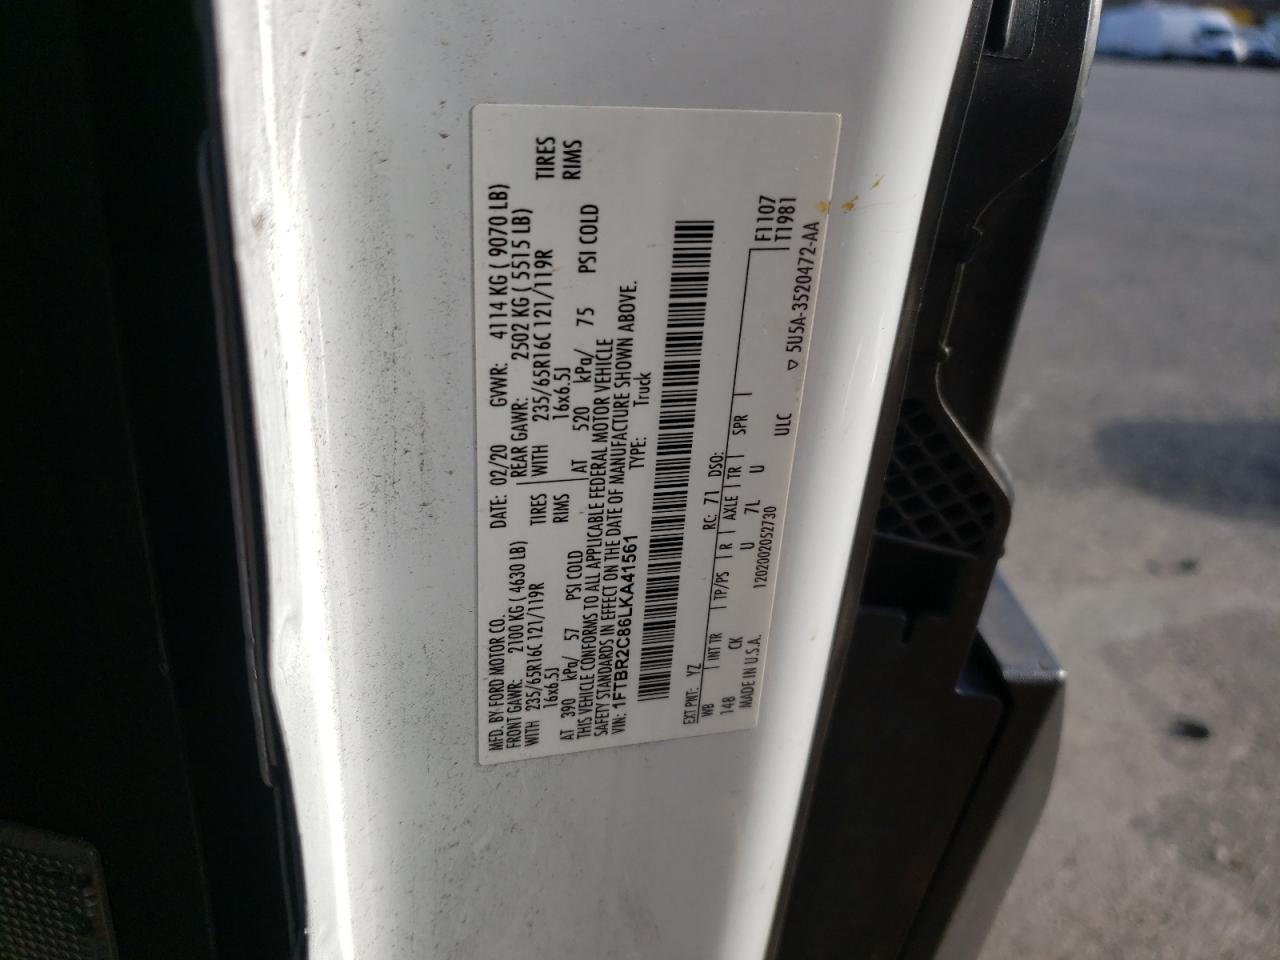 MFD. BY FORD MOTOR CO. DATE: 02/20 GVWR: 4114 KG ( 9070 LB)
FRONT GAWR: 2100 KG ( 4630 LB) REAR GAWR: 2502 KG ( 5515 LB)
WITH 235/65R16C 121/119R TIRES WITH 235/65R16C 121/119R TIRES
16x6.5J RIMS 16x6.5J RIMS
AT 390 kPa/ 57 PSI COLD AT 520 kPa/ 75 PSI COLD
THIS VEHICLE CONFORMS TO ALL APPLICABLE FEDERAL MOTOR VEHICLE
SAFETY STANDARDS IN EFFECT ON THE DATE OF MANUFACTURE SHOWN ABOVE.
VIN: 1FTBR2C86LKA41561 TYPE: Truck
EXT PNT: YZ RC: 71 DSO:
WB INT TR TP/PS R AXLE TR SPR F1107
148 CK U 7L U T1981
MADE IN U.S.A. 1202002052730 ULC ▽ 5U5A-3520472-AA